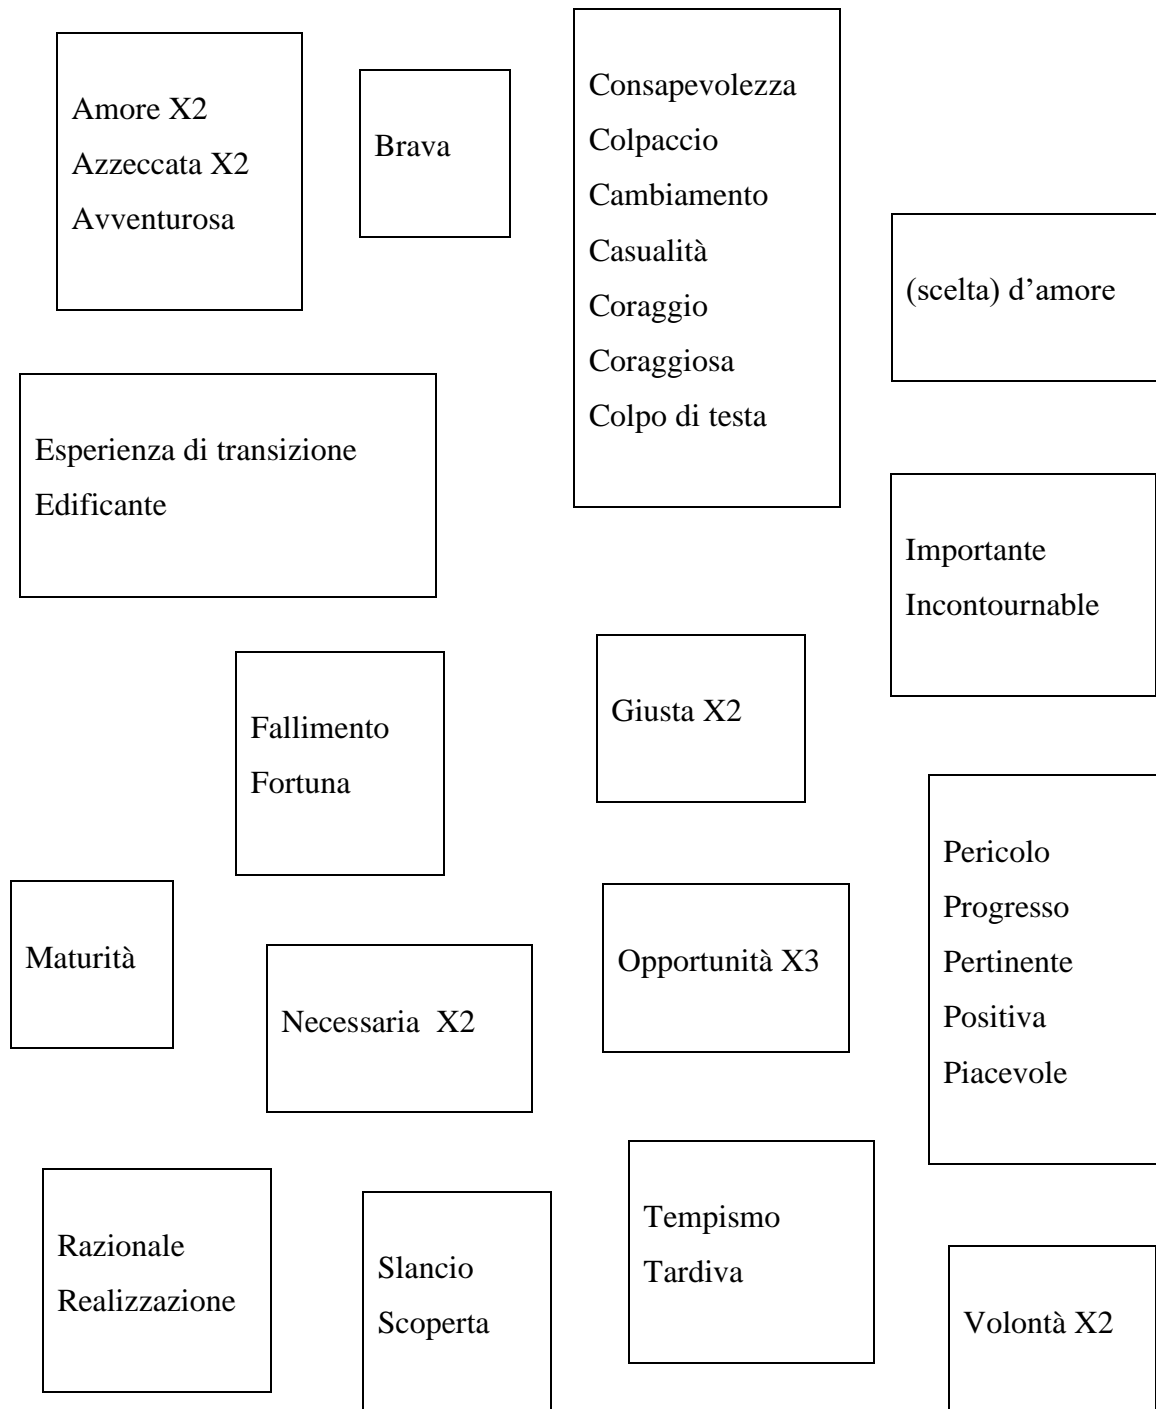 Amore X2
Azzeccata X2
Avventurosa
Brava
Consapevolezza
Colpaccio
Cambiamento
Casualità
Coraggio
Coraggiosa
Colpo di testa
(scelta) d’amore
Esperienza di transizione
Edificante
Importante
Incontournable
Fallimento
Fortuna
Giusta X2
Pericolo
Progresso
Pertinente
Positiva
Piacevole
Maturità
Necessaria  X2
Opportunità X3
Razionale
Realizzazione
Slancio
Scoperta
Tempismo
Tardiva
Volontà X2